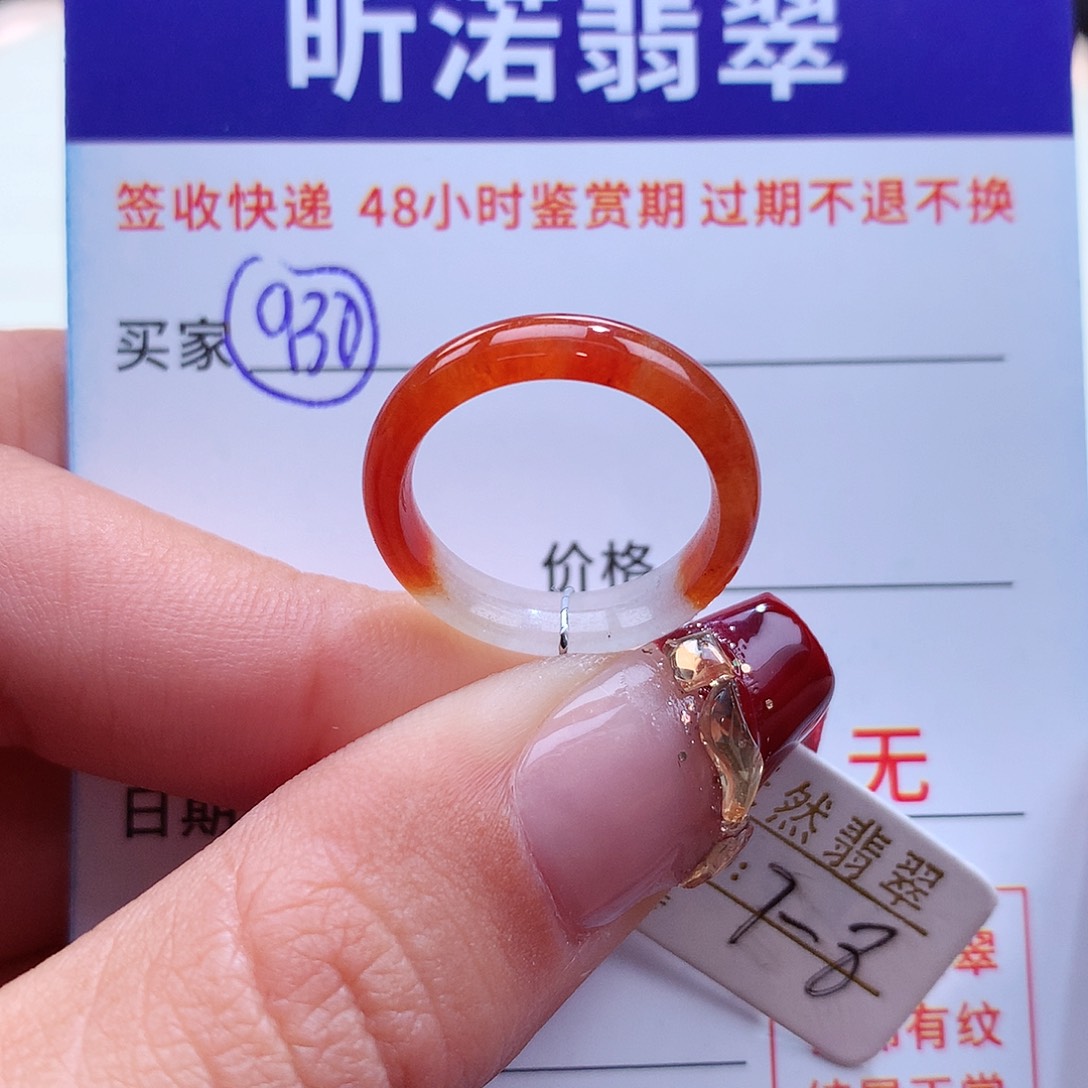 昕渃翡翠
签收快递 48小时鉴赏期 过期不退不换
买家 930
价格
无
日期
然翡翠
: 7-3
翠
有纹